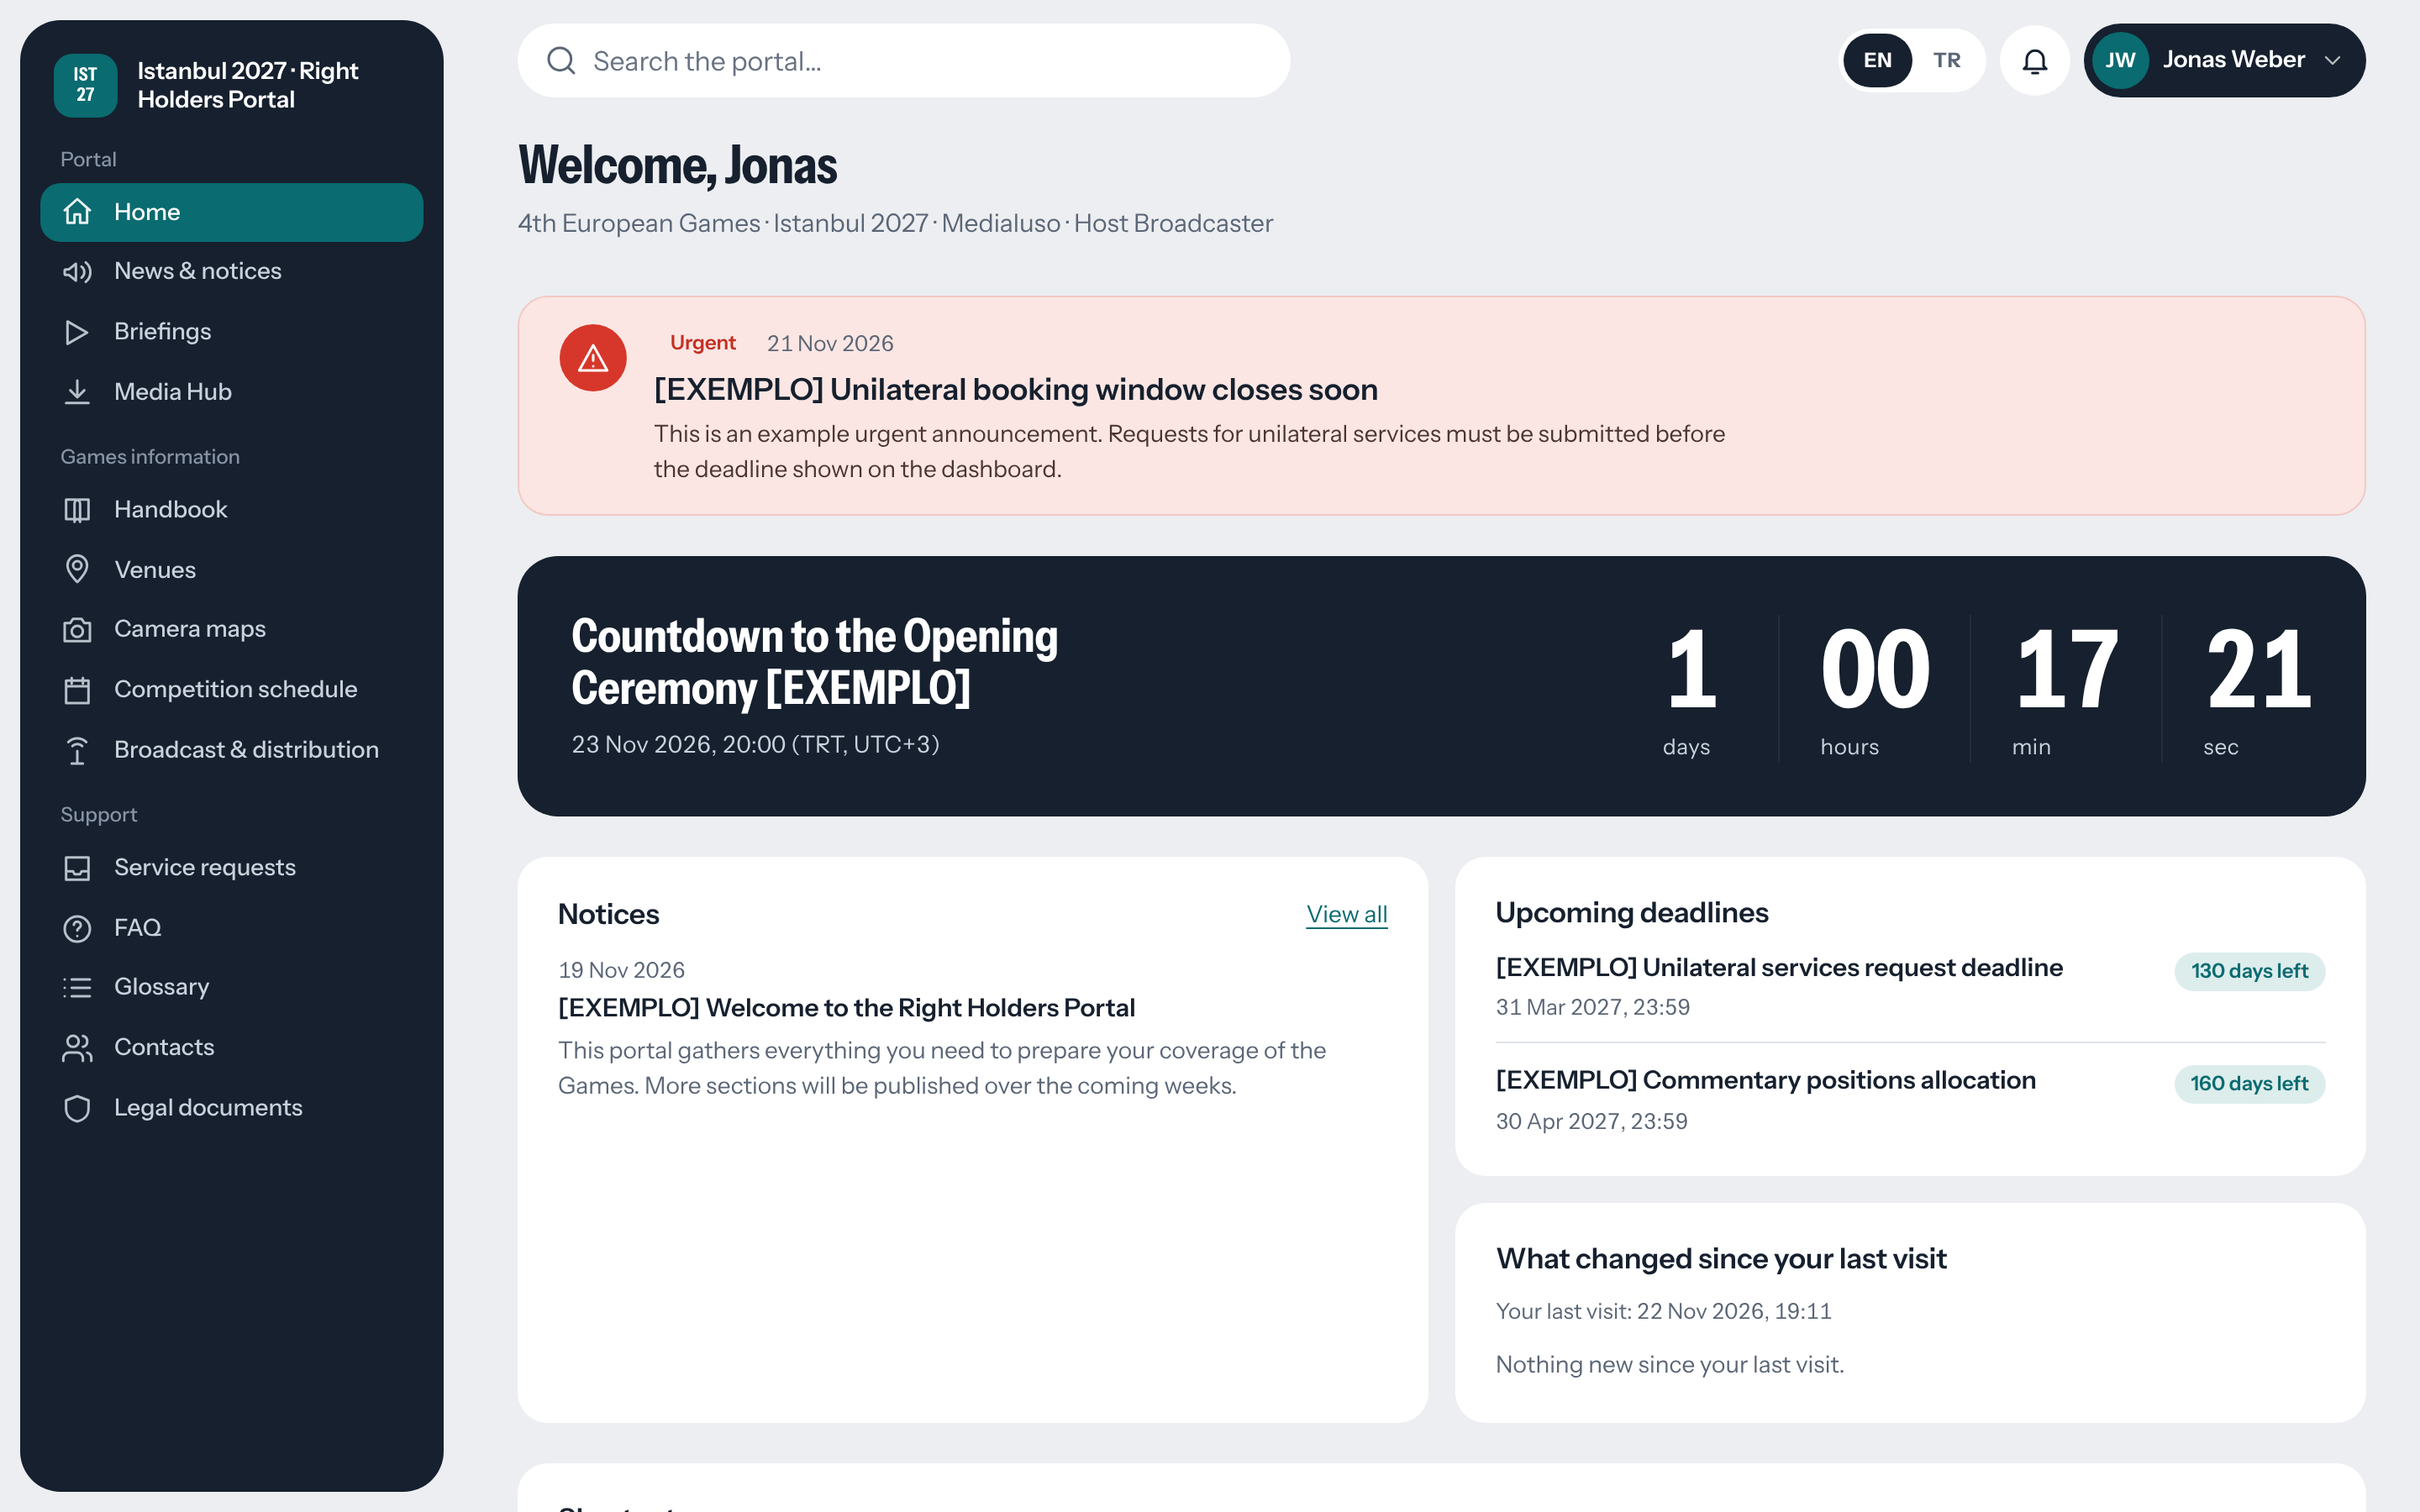 IST
27
Istanbul 2027 · Right
Holders Portal
Portal
Home
News & notices
Briefings
Media Hub
Games information
Handbook
Venues
Camera maps
Competition schedule
Broadcast & distribution
Support
Service requests
FAQ
Glossary
Contacts
Legal documents
Search the portal...
EN TR
JW Jonas Weber
Welcome, Jonas
4th European Games · Istanbul 2027 · Medialuso · Host Broadcaster
Urgent 21 Nov 2026
[EXEMPLO] Unilateral booking window closes soon
This is an example urgent announcement. Requests for unilateral services must be submitted before
the deadline shown on the dashboard.
Countdown to the Opening
Ceremony [EXEMPLO]
23 Nov 2026, 20:00 (TRT, UTC+3)
1 00 17 21
days hours min sec
Notices View all
19 Nov 2026
[EXEMPLO] Welcome to the Right Holders Portal
This portal gathers everything you need to prepare your coverage of the
Games. More sections will be published over the coming weeks.
Upcoming deadlines
[EXEMPLO] Unilateral services request deadline 130 days left
31 Mar 2027, 23:59
[EXEMPLO] Commentary positions allocation 160 days left
30 Apr 2027, 23:59
What changed since your last visit
Your last visit: 22 Nov 2026, 19:11
Nothing new since your last visit.